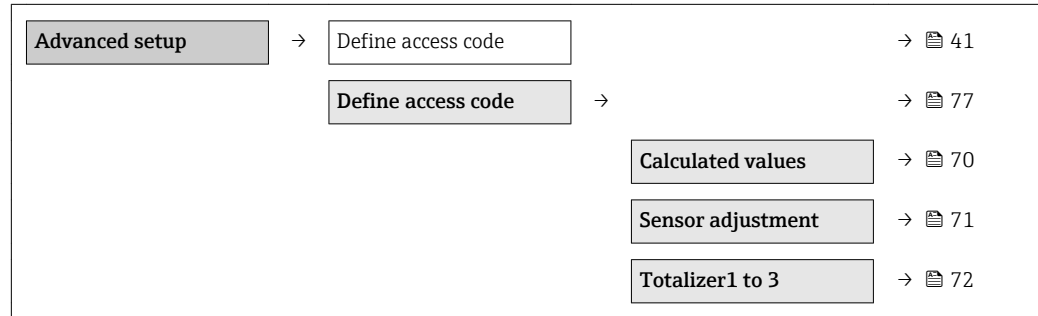 Advanced setup → Define access code → 41
Define access code → → 77
Calculated values → 70
Sensor adjustment → 71
Totalizer1 to 3 → 72